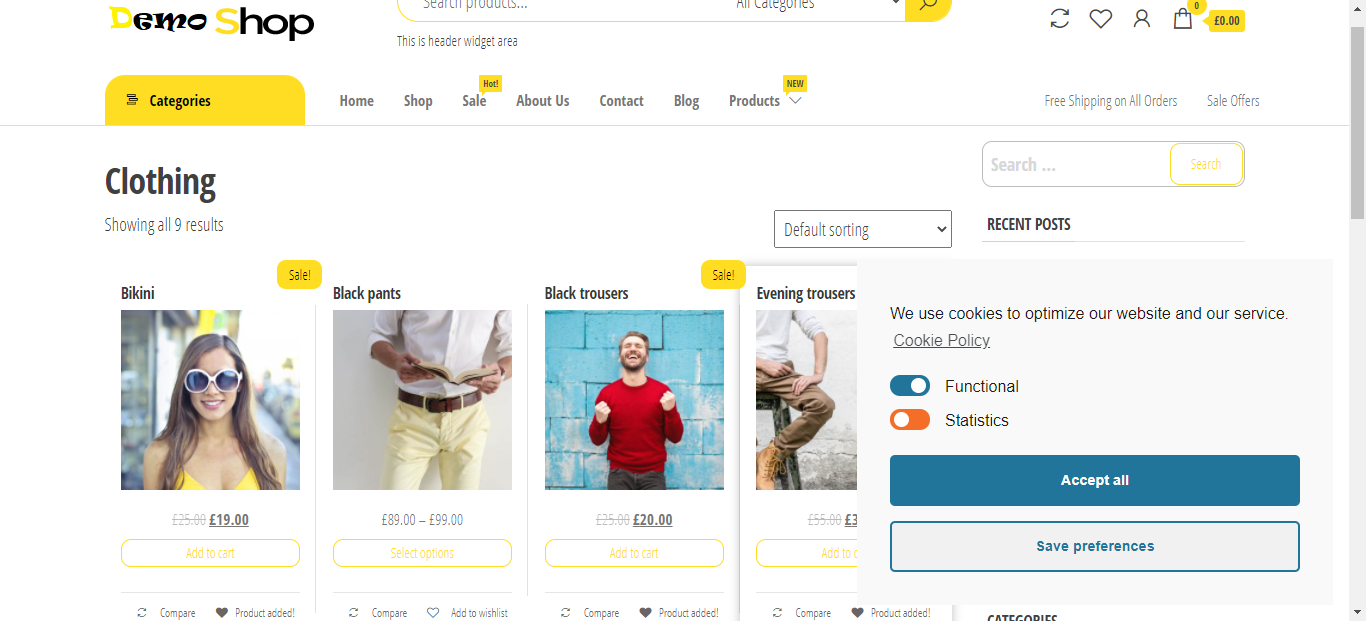 Demo Shop
Search products...
All Categories
0
£0.00
This is header widget area
Categories
Home
Shop
Sale
Hot!
About Us
Contact
Blog
Products
NEW
Free Shipping on All Orders
Sale Offers
Clothing
Showing all 9 results
Default sorting
Search ...
Search
RECENT POSTS
Sale!
Bikini
£25.00 £19.00
Add to cart
Compare
Product added!
Black pants
£89.00 – £99.00
Select options
Compare
Add to wishlist
Sale!
Black trousers
£25.00 £20.00
Add to cart
Compare
Product added!
Evening trousers
£55.00
Add to
Compare
Product added!
We use cookies to optimize our website and our service.
Cookie Policy
Functional
Statistics
Accept all
Save preferences
CATEGORIES